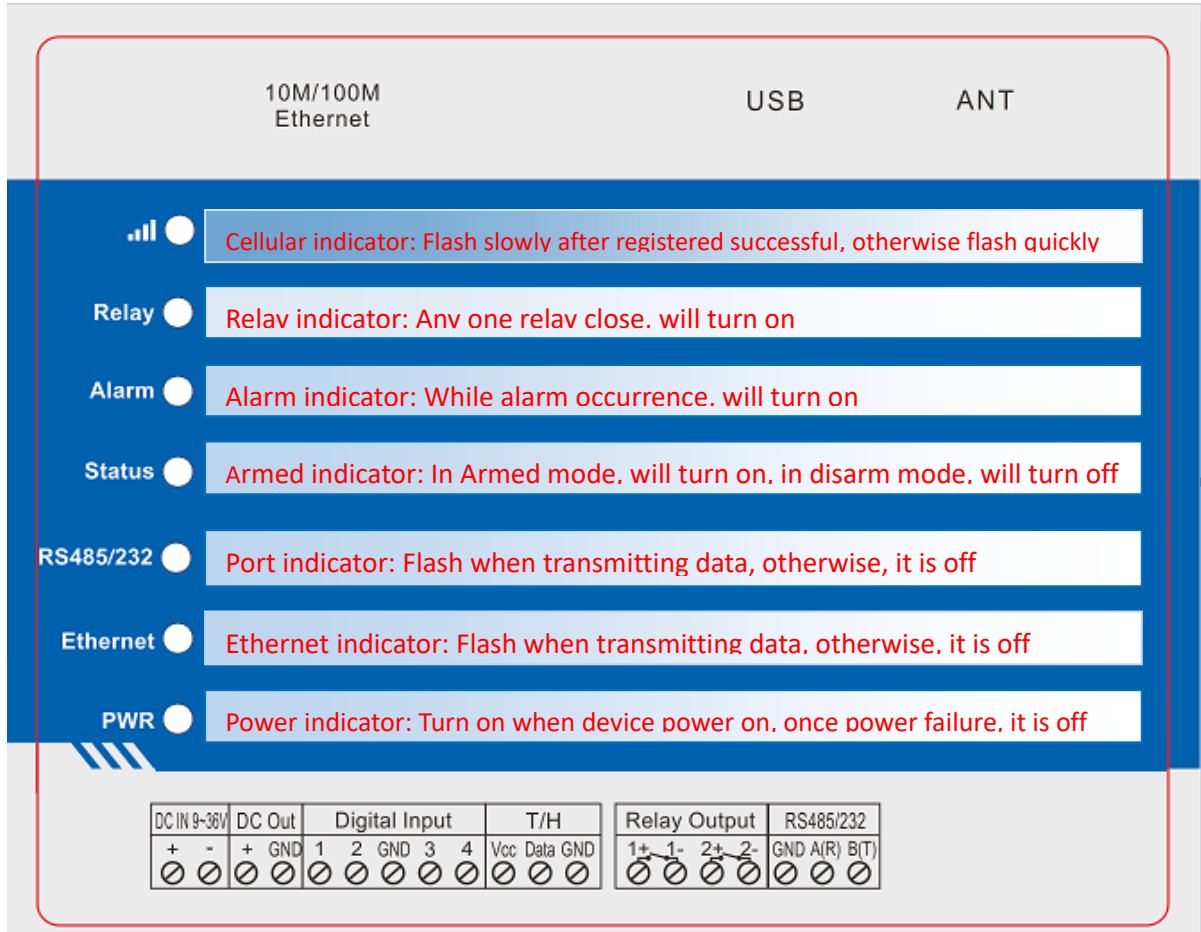 10M/100M
Ethernet
USB
ANT
Cellular indicator: Flash slowly after registered successful, otherwise flash quickly
Relay
Relay indicator: Any one relay close, will turn on
Alarm
Alarm indicator: While alarm occurrence, will turn on
Status
Armed indicator: In Armed mode, will turn on, in disarm mode, will turn off
RS485/232
Port indicator: Flash when transmitting data, otherwise, it is off
Ethernet
Ethernet indicator: Flash when transmitting data, otherwise, it is off
PWR
Power indicator: Turn on when device power on, once power failure, it is off
DC IN 9~36V DC Out Digital Input T/H Relay Output RS485/232
+ - + GND 1 2 GND 3 4 Vcc Data GND 1+ 1- 2+ 2- GND A(R) B(T)